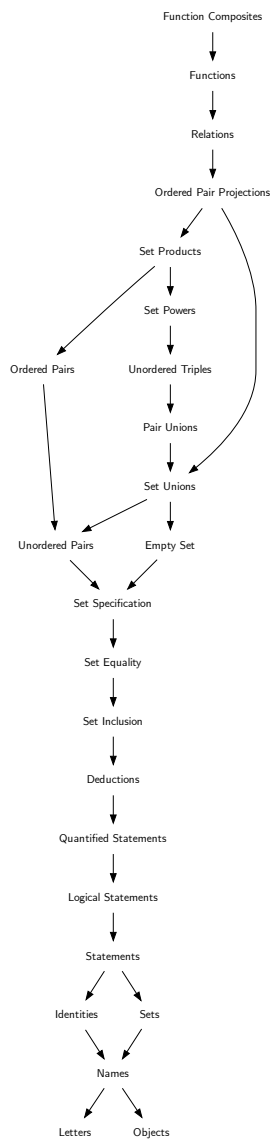 Function Composites
Functions
Relations
Ordered Pair Projections
Set Products
Set Powers
Ordered Pairs
Unordered Triples
Pair Unions
Set Unions
Unordered Pairs
Empty Set
Set Specification
Set Equality
Set Inclusion
Deductions
Quantified Statements
Logical Statements
Statements
Identities
Sets
Names
Letters
Objects